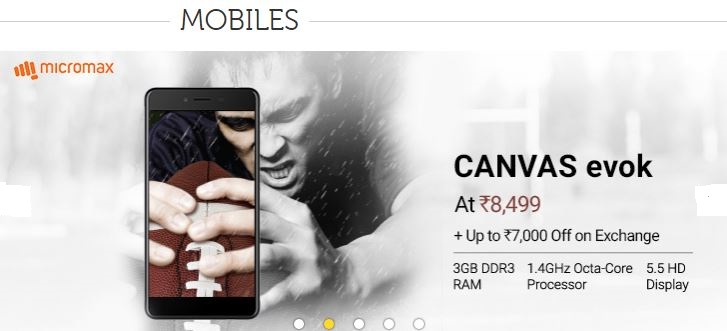 MOBILES
micromax
CANVAS evok
At ₹8,499
+ Up to ₹7,000 Off on Exchange
3GB DDR3 1.4GHz Octa-Core 5.5 HD
RAM Processor Display